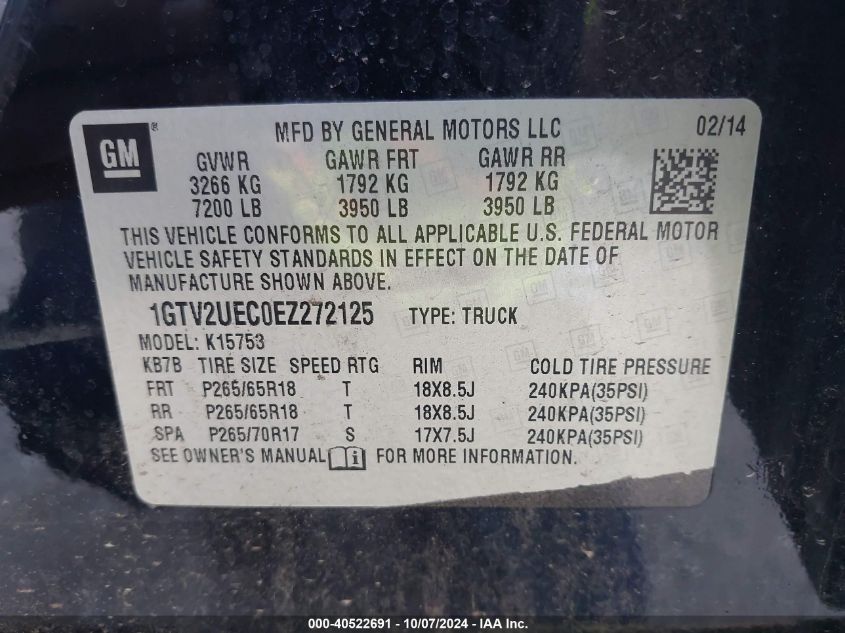 GM ® MFD BY GENERAL MOTORS LLC 02/14
GVWR GAWR FRT GAWR RR
3266 KG 1792 KG 1792 KG
7200 LB 3950 LB 3950 LB
THIS VEHICLE CONFORMS TO ALL APPLICABLE U.S. FEDERAL MOTOR
VEHICLE SAFETY STANDARDS IN EFFECT ON THE DATE OF
MANUFACTURE SHOWN ABOVE.
1GTV2UEC0EZ272125 TYPE: TRUCK
MODEL: K15753
KB7B TIRE SIZE SPEED RTG RIM COLD TIRE PRESSURE
FRT P265/65R18 T 18X8.5J 240KPA(35PSI)
RR P265/65R18 T 18X8.5J 240KPA(35PSI)
SPA P265/70R17 S 17X7.5J 240KPA(35PSI)
SEE OWNER'S MANUAL i FOR MORE INFORMATION.
000-40522691 - 10/07/2024 - IAA Inc.